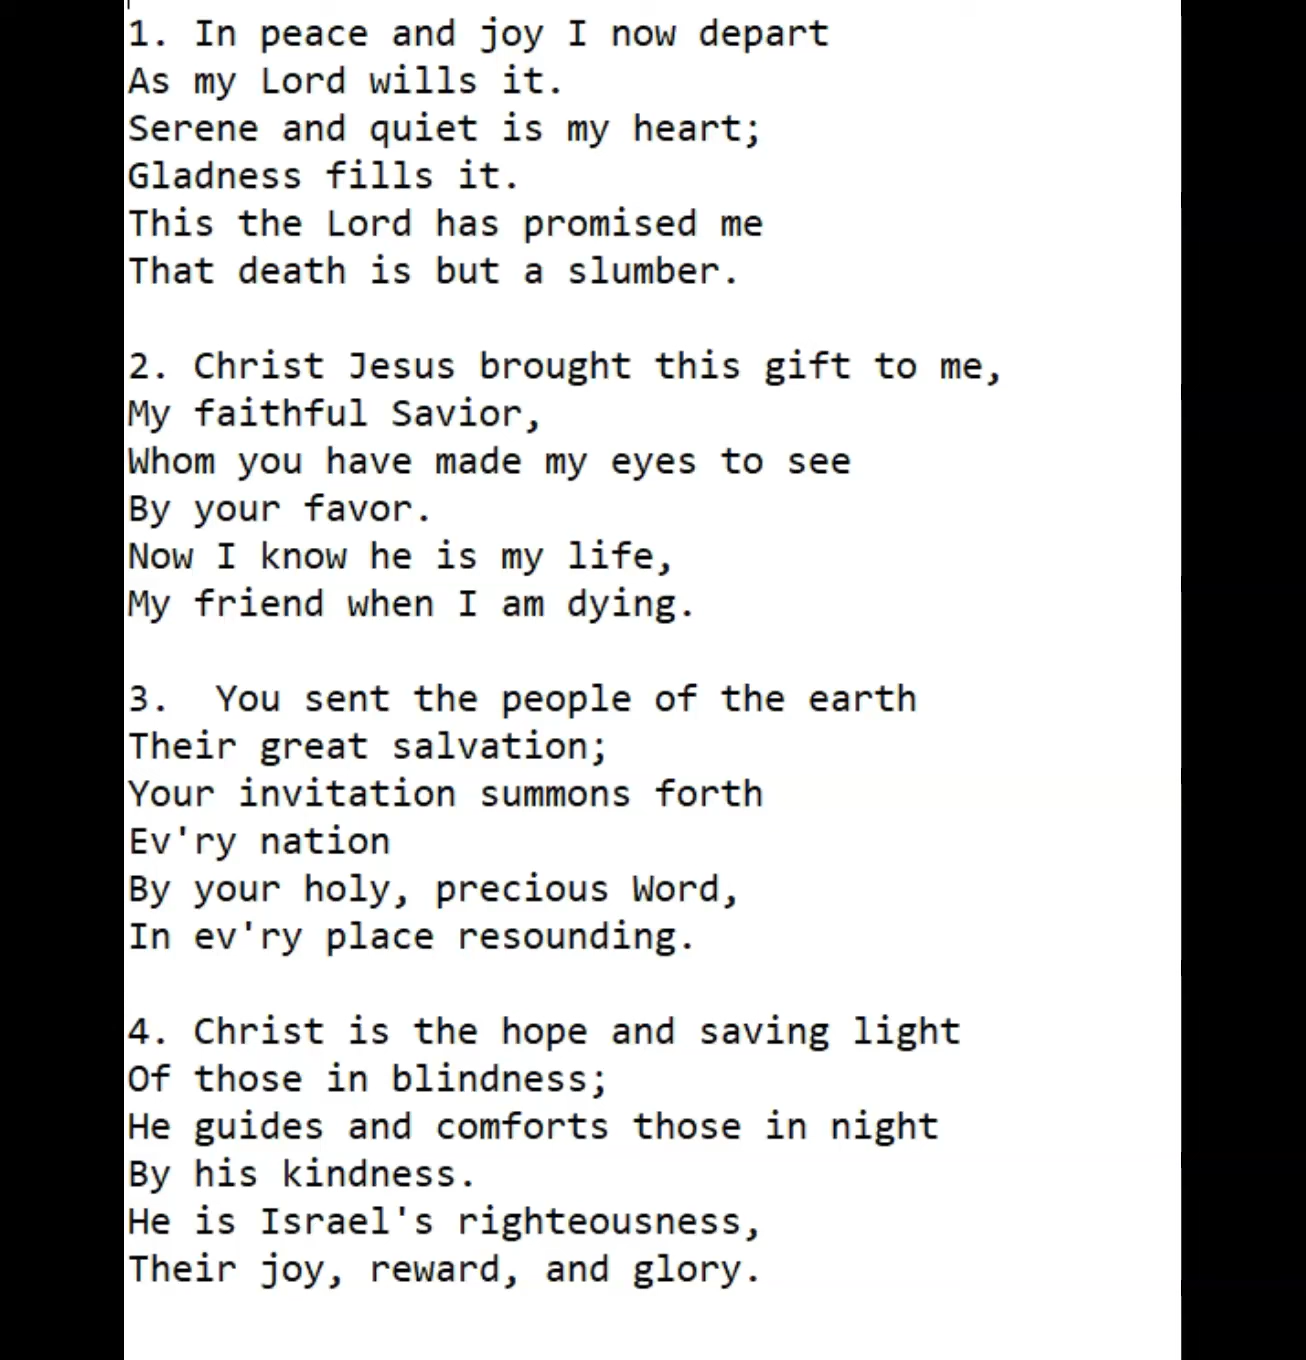 1. In peace and joy I now depart
As my Lord wills it.
Serene and quiet is my heart;
Gladness fills it.
This the Lord has promised me
That death is but a slumber.

2. Christ Jesus brought this gift to me,
My faithful Savior,
Whom you have made my eyes to see
By your favor.
Now I know he is my life,
My friend when I am dying.

3.  You sent the people of the earth
Their great salvation;
Your invitation summons forth
Ev'ry nation
By your holy, precious Word,
In ev'ry place resounding.

4. Christ is the hope and saving light
Of those in blindness;
He guides and comforts those in night
By his kindness.
He is Israel's righteousness,
Their joy, reward, and glory.